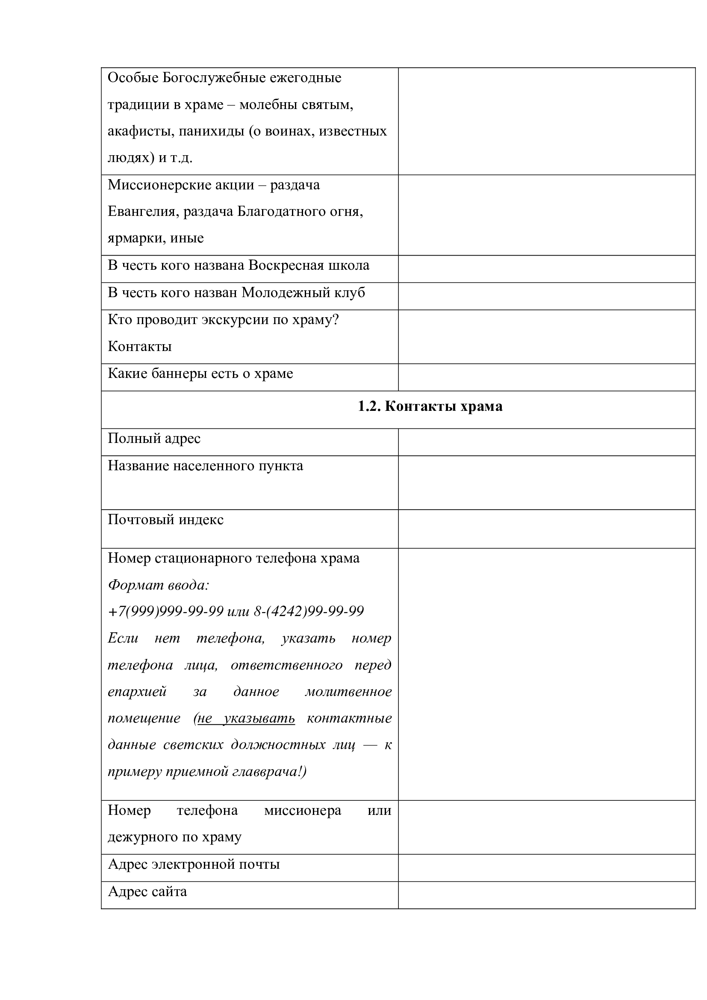 Особые Богослужебные ежегодные
традиции в храме – молебны святым,
акафисты, панихиды (о воинах, известных
людях) и т.д.
Миссионерские акции – раздача
Евангелия, раздача Благодатного огня,
ярмарки, иные
В честь кого названа Воскресная школа
В честь кого назван Молодежный клуб
Кто проводит экскурсии по храму?
Контакты
Какие баннеры есть о храме
1.2. Контакты храма
Полный адрес
Название населенного пункта
Почтовый индекс
Номер стационарного телефона храма
Формат ввода:
+7(999)999-99-99 или 8-(4242)99-99-99
Если нет телефона, указать номер
телефона лица, ответственного перед
епархией за данное молитвенное
помещение (не указывать контактные
данные светских должностных лиц — к
примеру приемной главврача!)
Номер телефона миссионера или
дежурного по храму
Адрес электронной почты
Адрес сайта